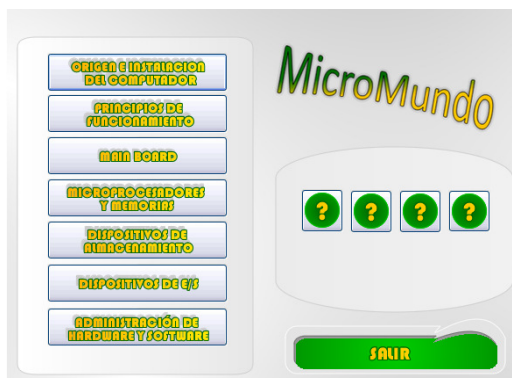 ORIGEN E INSTALACION
DEL COMPUTADOR
PRINCIPIOS DE
FUNCIONAMIENTO
MAIN BOARD
MICROPROCESADORES
Y MEMORIAS
DISPOSITIVOS DE
ALMACENAMIENTO
DISPOSITIVOS DE E/S
ADMINISTRACIÓN DE
HARDWARE Y SOFTWARE
MicroMundo
? ? ? ?
SALIR